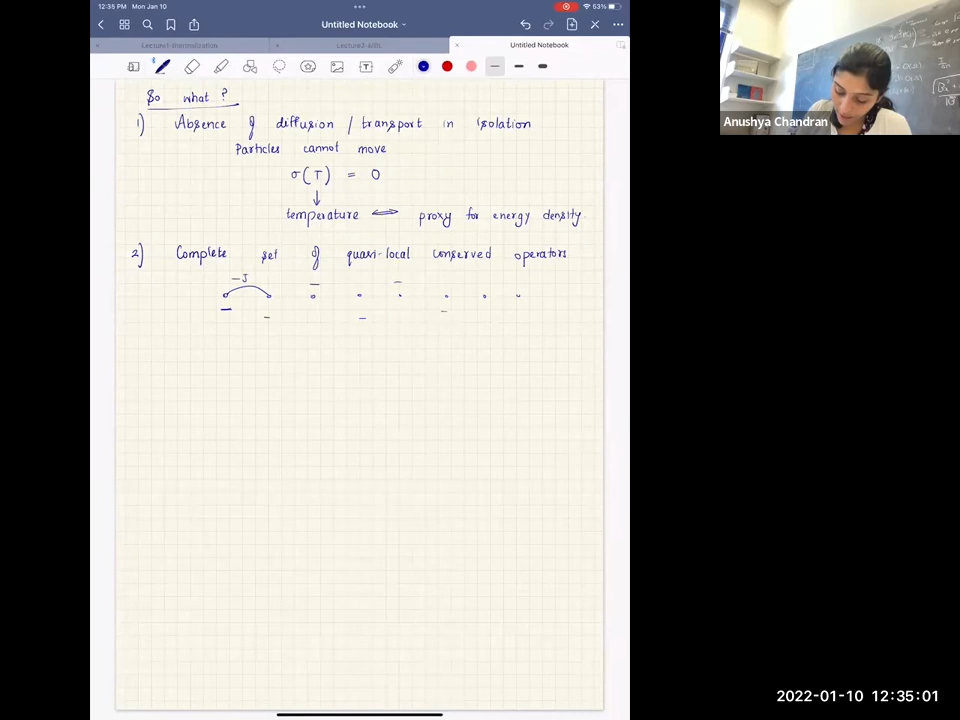 12:35 PM Mon Jan 10
53%
Untitled Notebook
Lecture1-thermalization
Lecture2-MBL
Untitled Notebook
So what ?
1) Absence of diffusion / transport in isolation
Particles cannot move
σ(T) = 0
↓
temperature ⟺ proxy for energy density.
2) Complete set of quasi-local conserved operators
-J
Anushya Chandran
2022-01-10 12:35:01